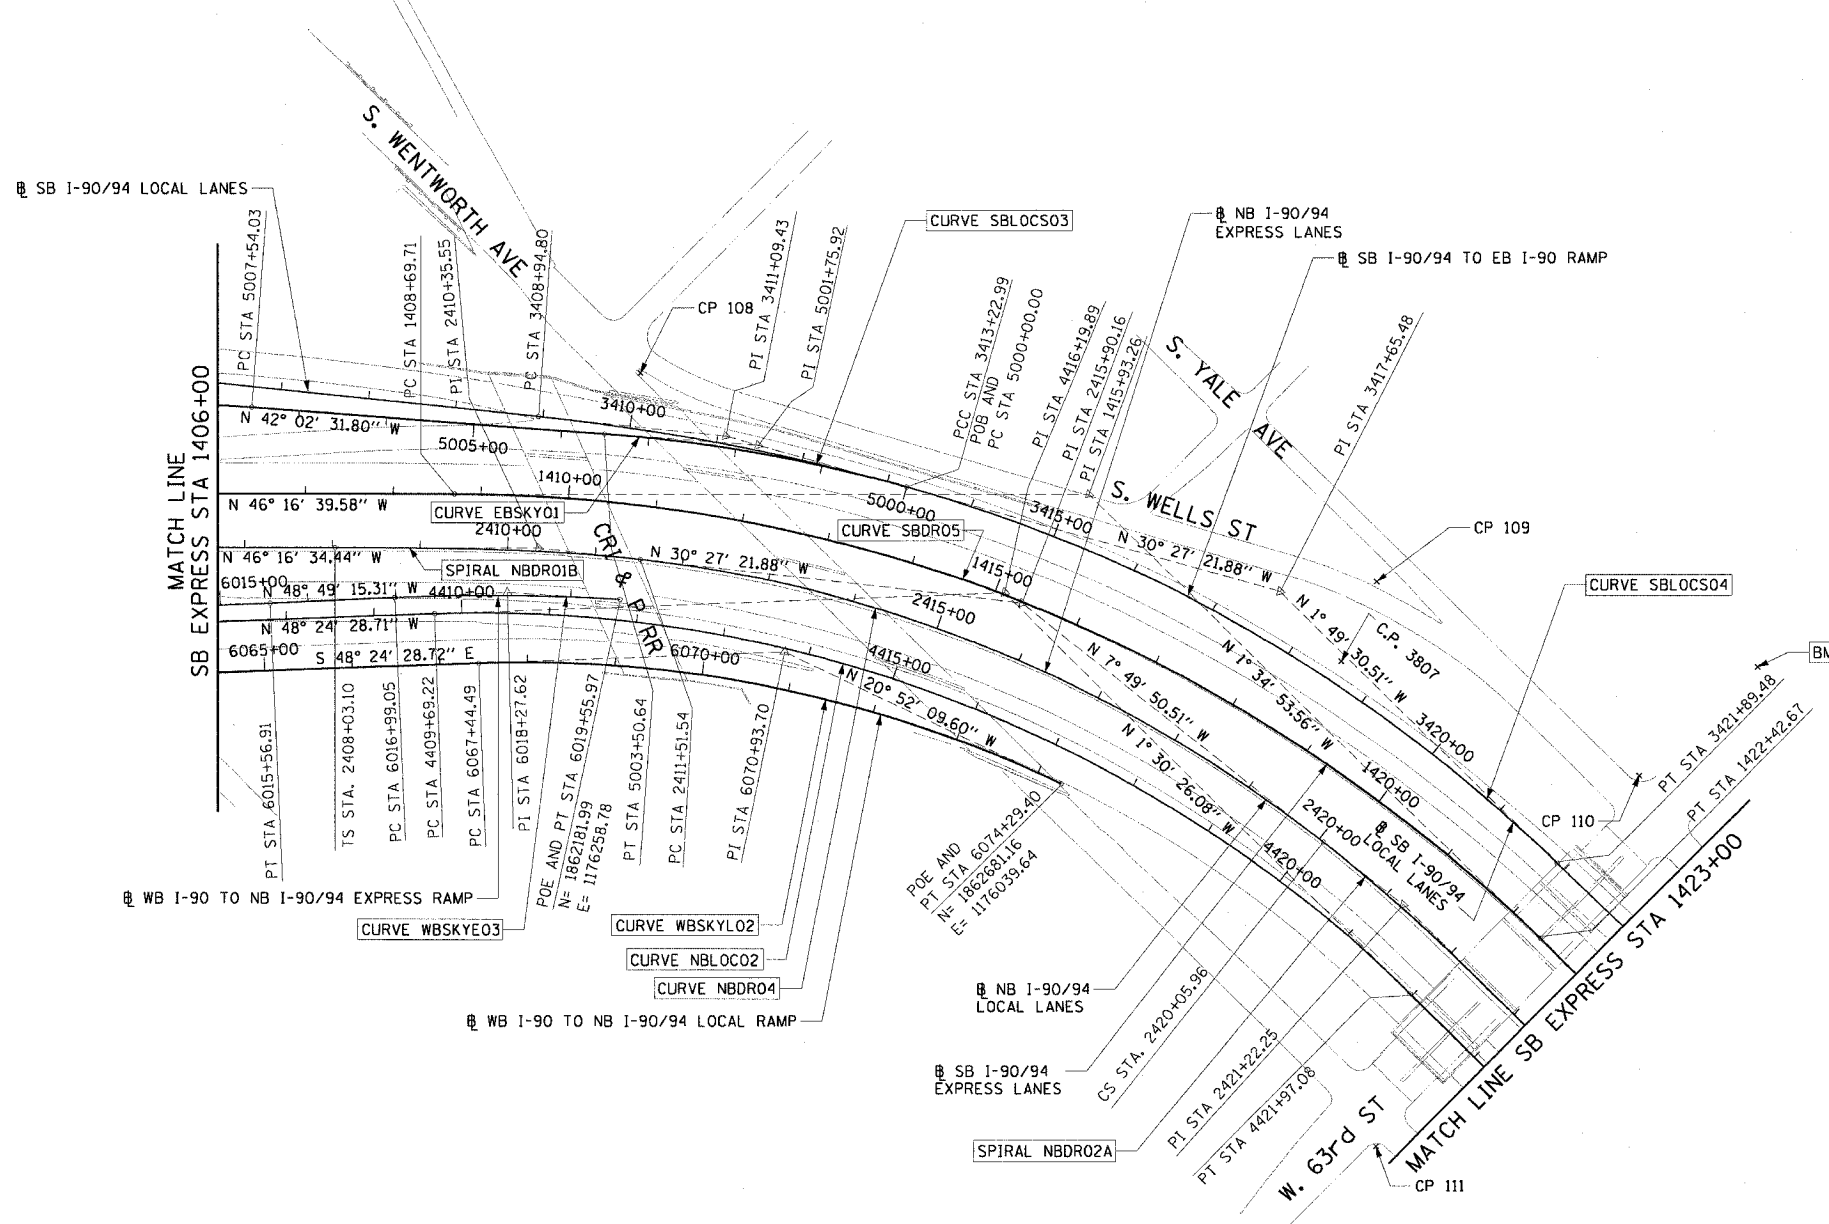 S. WENTWORTH AVE
℄ SB I-90/94 LOCAL LANES
CURVE SBLOCS03
℄ NB I-90/94
EXPRESS LANES
℄ SB I-90/94 TO EB I-90 RAMP
PC STA 5007+54.03
PC STA 1408+69.71
PI STA 2410+35.55
PC STA 3408+94.80
CP 108
PI STA 3411+09.43
PI STA 5001+75.92
PCC STA 3413+22.99
POB AND
PC STA 5000+00.00
PI STA 4416+19.89
PI STA 2415+90.16
PI STA 1415+93.26
S. YALE AVE
PI STA 3417+65.48
MATCH LINE
SB EXPRESS STA 1406+00
N 42° 02' 31.80" W
3410+00
5005+00
1410+00
N 46° 16' 39.58" W
CURVE EBSKY01
2410+00
5000+00
3415+00
S. WELLS ST
CURVE SBDR05
N 30° 27' 21.88" W
CP 109
N 46° 16' 34.44" W
SPIRAL NBDR01B
CRI & P RR
N 30° 27' 21.88" W
1415+00
CURVE SBLOCS04
6015+00
N 48° 49' 15.31" W
4410+00
2415+00
N 1° 49' 30.51" W
C.P. 3807
N 48° 24' 28.71" W
6065+00
S 48° 24' 28.72" E
6070+00
4415+00
N 7° 49' 50.51" W
N 1° 34' 53.56" W
BM
N 20° 52' 09.60" W
N 1° 30' 26.08" W
3420+00
PT STA 3421+89.48
PT STA 1422+42.67
PT STA 6015+56.91
TS STA. 2408+03.10
PC STA 6016+99.05
PC STA 4409+69.22
PC STA 6067+44.49
PI STA 6018+27.62
POE AND PT STA 6019+55.97
N= 1862181.99
E= 1176258.78
PT STA 5003+50.64
PC STA 2411+51.54
PI STA 6070+93.70
POE AND
PT STA 6074+29.40
N= 1862681.16
E= 1176039.64
1420+00
2420+00
4420+00
℄ SB I-90/94
LOCAL LANES
CP 110
MATCH LINE SB EXPRESS STA 1423+00
℄ WB I-90 TO NB I-90/94 EXPRESS RAMP
CURVE WBSKYE03
CURVE WBSKYL02
CURVE NBLOC02
CURVE NBDR04
℄ WB I-90 TO NB I-90/94 LOCAL RAMP
℄ NB I-90/94
LOCAL LANES
℄ SB I-90/94
EXPRESS LANES
CS STA. 2420+05.96
PI STA 2421+22.25
PT STA 4421+97.08
SPIRAL NBDR02A
W. 63rd ST
CP 111